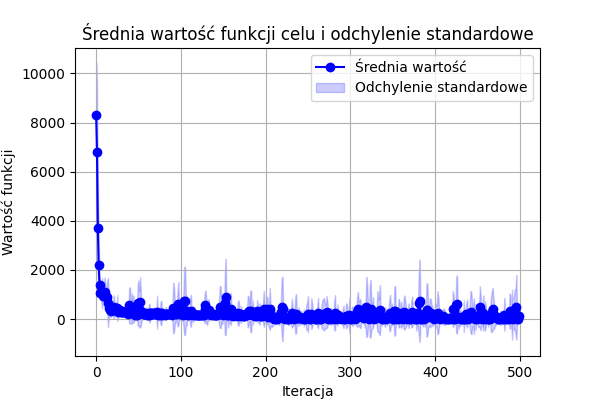 Średnia wartość funkcji celu i odchylenie standardowe
Średnia wartość
Odchylenie standardowe
Wartość funkcji
10000
8000
6000
4000
2000
0
0 100 200 300 400 500
Iteracja